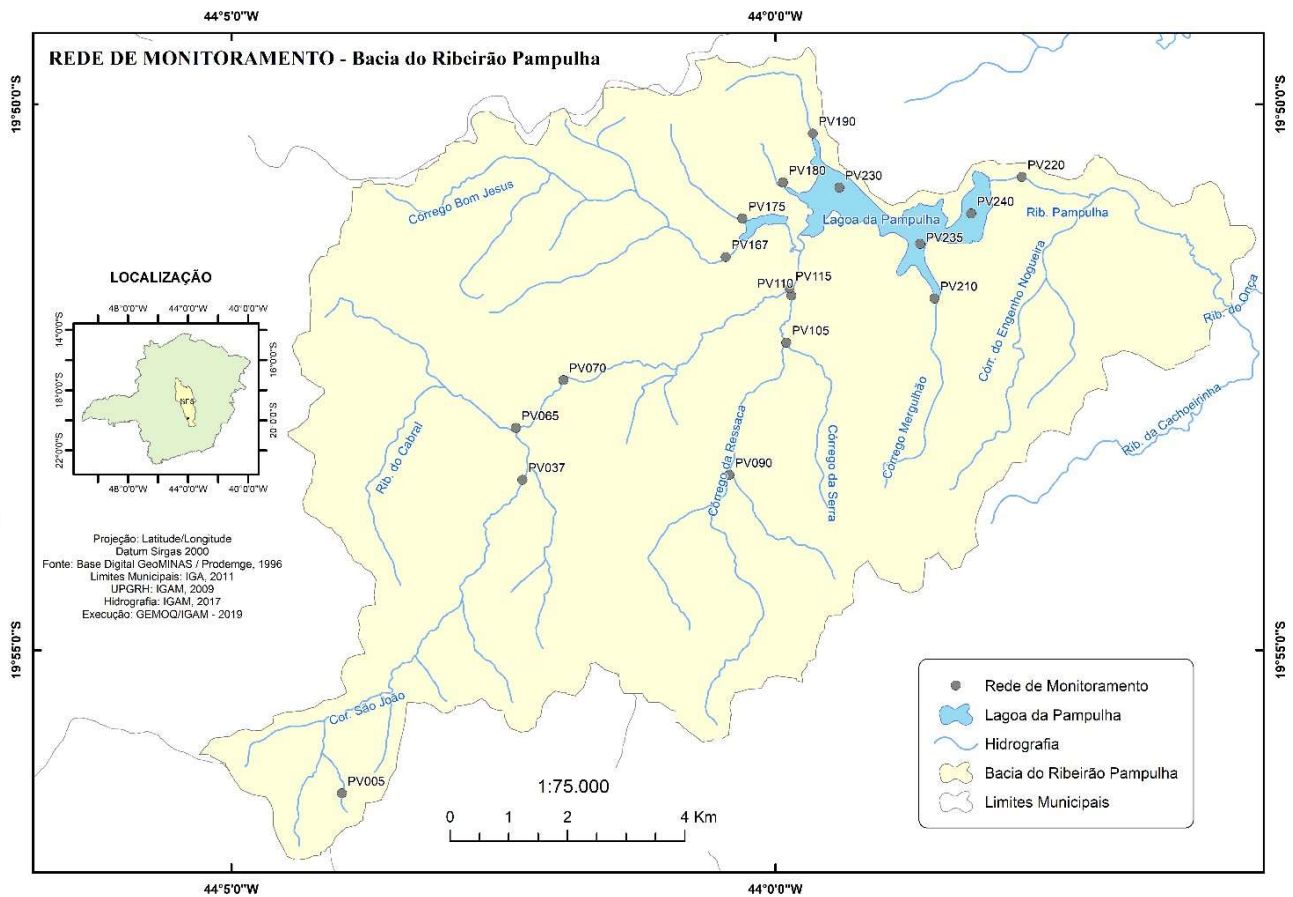 44°5'0"W
44°0'0"W
REDE DE MONITORAMENTO - Bacia do Ribeirão Pampulha
19°50'0"S
19°50'0"S
PV190
PV180
PV230
PV220
Córrego Bom Jesus
PV175
Lagoa da Pampulha
PV240
Rib. Pampulha
PV167
PV235
LOCALIZAÇÃO
PV110
PV115
PV210
Córr. do Engenho Nogueira
Rib. do Onça
48°0'0"W
44°0'0"W
40°0'0"W
14°0'0"S
16°0'0"S
18°0'0"S
20°0'0"S
22°0'0"S
SF5
48°0'0"W
44°0'0"W
40°0'0"W
PV105
PV070
PV065
Rib. do Cabral
Córrego da Ressaca
Córrego da Serra
Córrego Mergulhão
Rib. da Cachoeirinha
PV037
PV090
Projeção: Latitude/Longitude
Datum Sirgas 2000
Fonte: Base Digital GeoMINAS / Prodemge, 1996
Limites Municipais: IGA, 2011
UPGRH: IGAM, 2009
Hidrografia: IGAM, 2017
Execução: GEMOQ/IGAM - 2019
19°55'0"S
19°55'0"S
Cor. São João
PV005
1:75.000
0 1 2 4 Km
Rede de Monitoramento
Lagoa da Pampulha
Hidrografia
Bacia do Ribeirão Pampulha
Limites Municipais
44°5'0"W
44°0'0"W